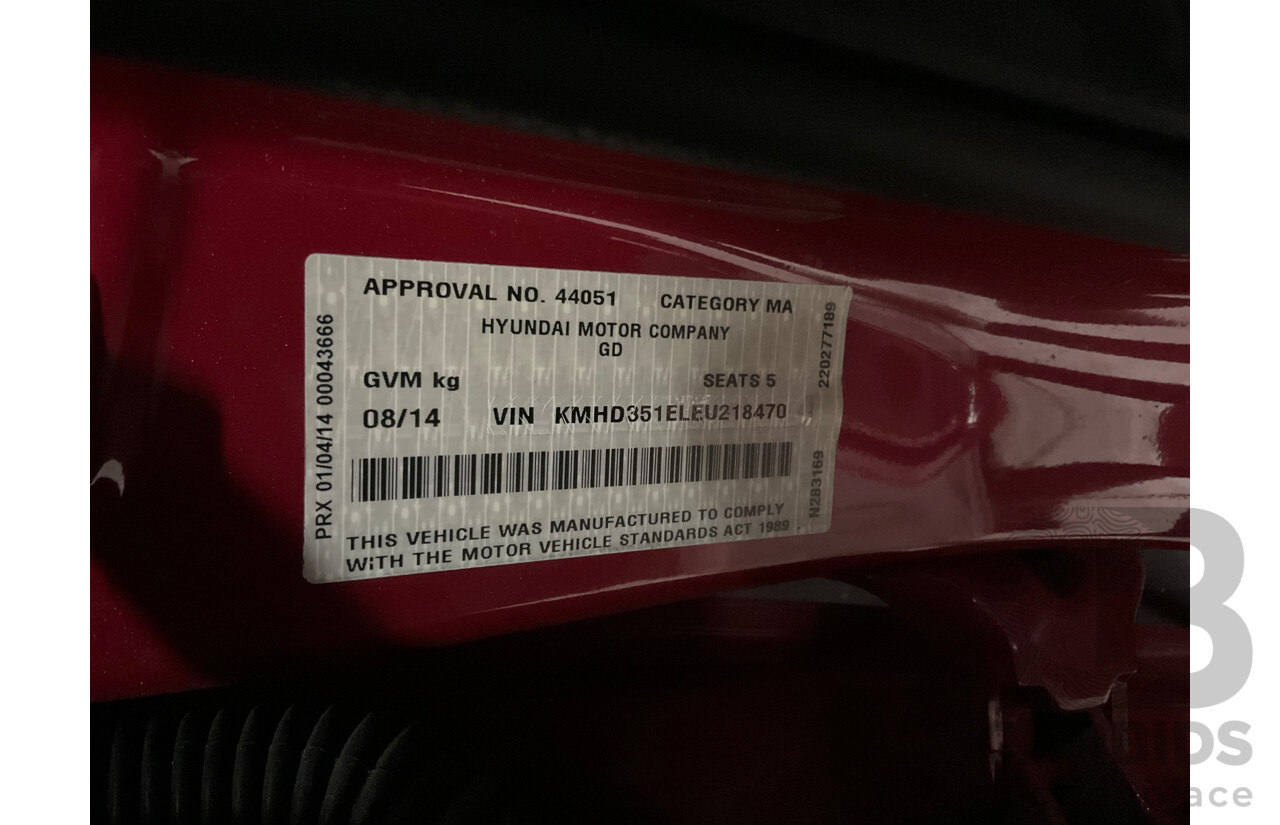 APPROVAL NO. 44051 CATEGORY MA
HYUNDAI MOTOR COMPANY
GD
GVM kg SEATS 5
08/14 VIN KMHD351ELEU218470
THIS VEHICLE WAS MANUFACTURED TO COMPLY
WITH THE MOTOR VEHICLE STANDARDS ACT 1989
PRX 01/04/14 00043666
220277189
N283169